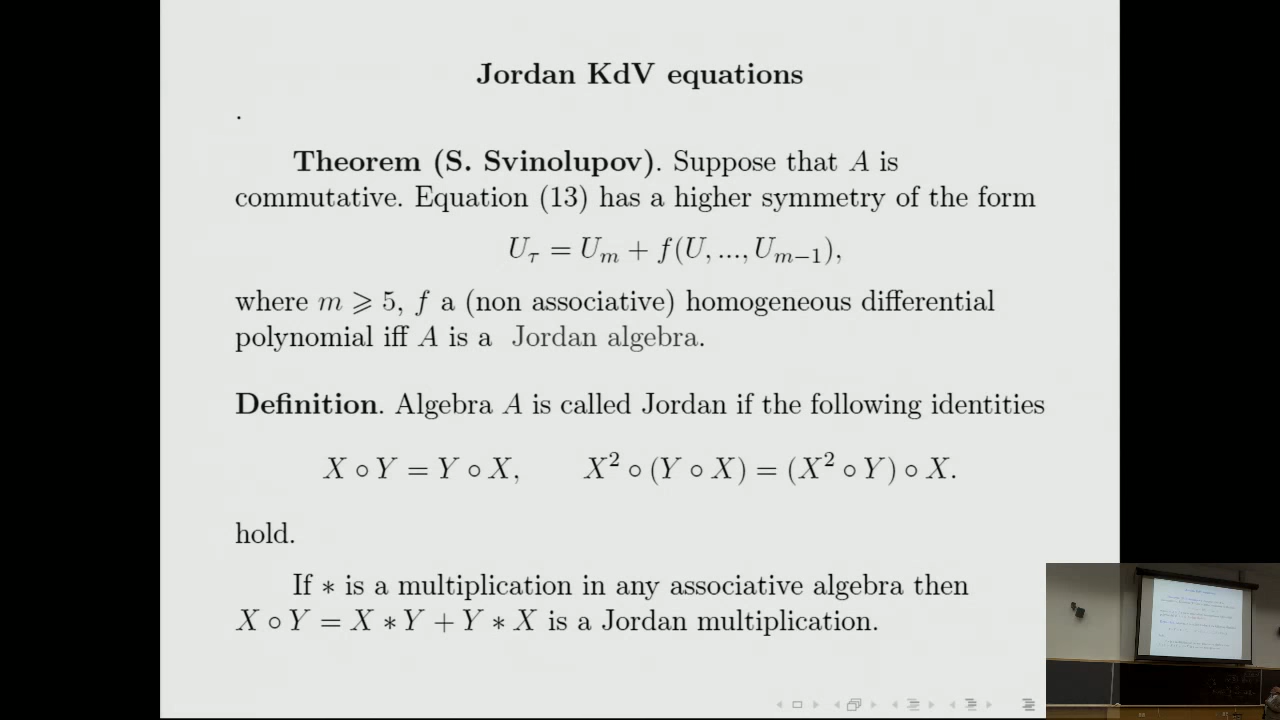 Jordan KdV equations
.
Theorem (S. Svinolupov). Suppose that A is
commutative. Equation (13) has a higher symmetry of the form
U_τ = U_m + f(U, ..., U_{m−1}),
where m ⩾ 5, f a (non associative) homogeneous differential
polynomial iff A is a Jordan algebra.
Definition. Algebra A is called Jordan if the following identities
X ∘ Y = Y ∘ X, X² ∘ (Y ∘ X) = (X² ∘ Y) ∘ X.
hold.
If ∗ is a multiplication in any associative algebra then
X ∘ Y = X ∗ Y + Y ∗ X is a Jordan multiplication.